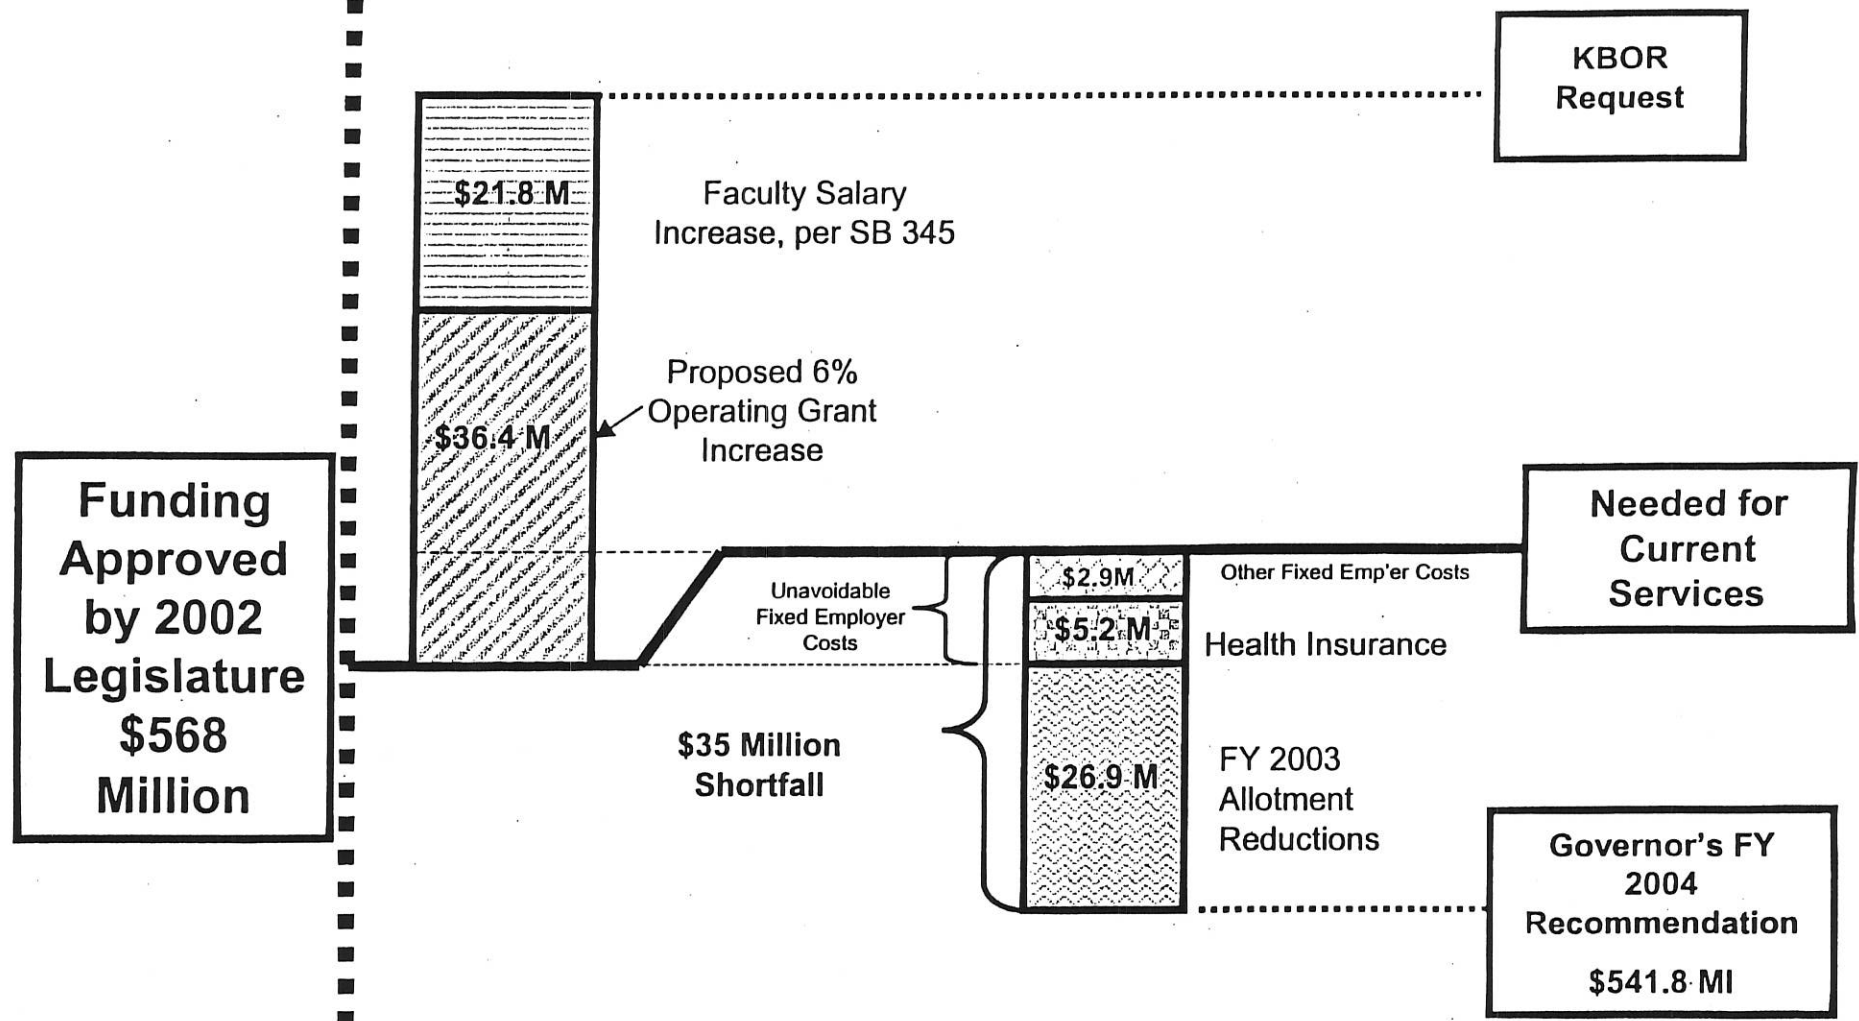 KBOR
Request
$21.8 M
Faculty Salary
Increase, per SB 345
Proposed 6%
Operating Grant
Increase
$36.4 M
Funding
Approved
by 2002
Legislature
$568
Million
Needed for
Current
Services
Unavoidable
Fixed Employer
Costs
$2.9M
Other Fixed Emp'er Costs
$5.2 M
Health Insurance
$35 Million
Shortfall
$26.9 M
FY 2003
Allotment
Reductions
Governor's FY
2004
Recommendation
$541.8 MI